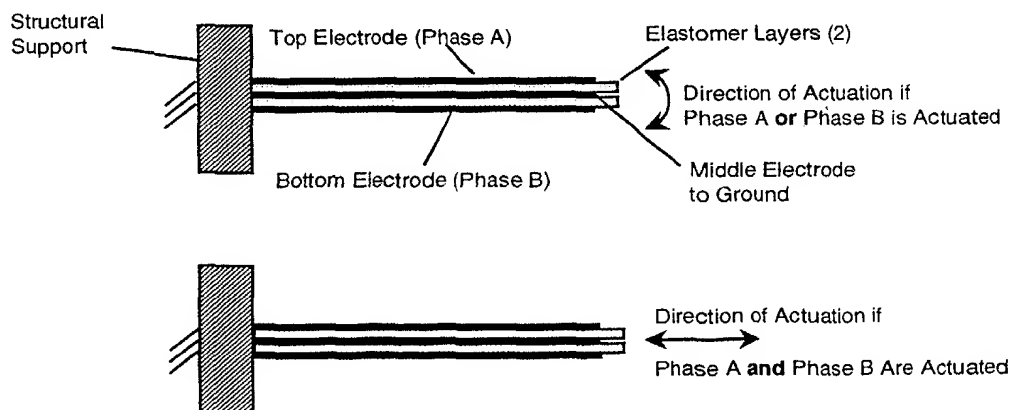 Structural
Support
Top Electrode (Phase A)
Elastomer Layers (2)
Direction of Actuation if
Phase A or Phase B is Actuated
Bottom Electrode (Phase B)
Middle Electrode
to Ground
Direction of Actuation if
Phase A and Phase B Are Actuated